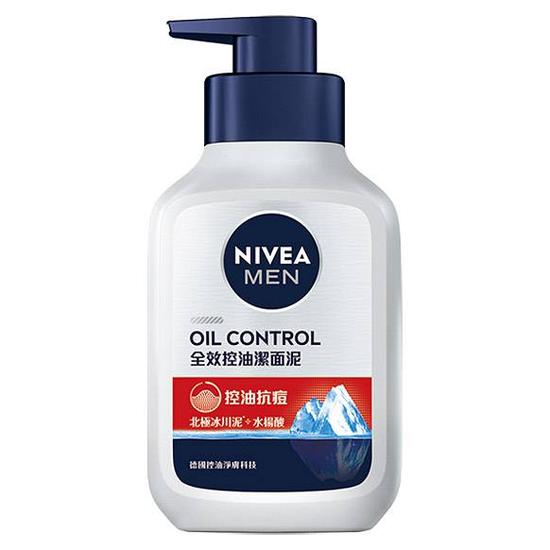 NIVEA
MEN
OIL CONTROL
全效控油潔面泥
控油抗痘
北極冰川泥*+水楊酸
德國控油淨膚科技